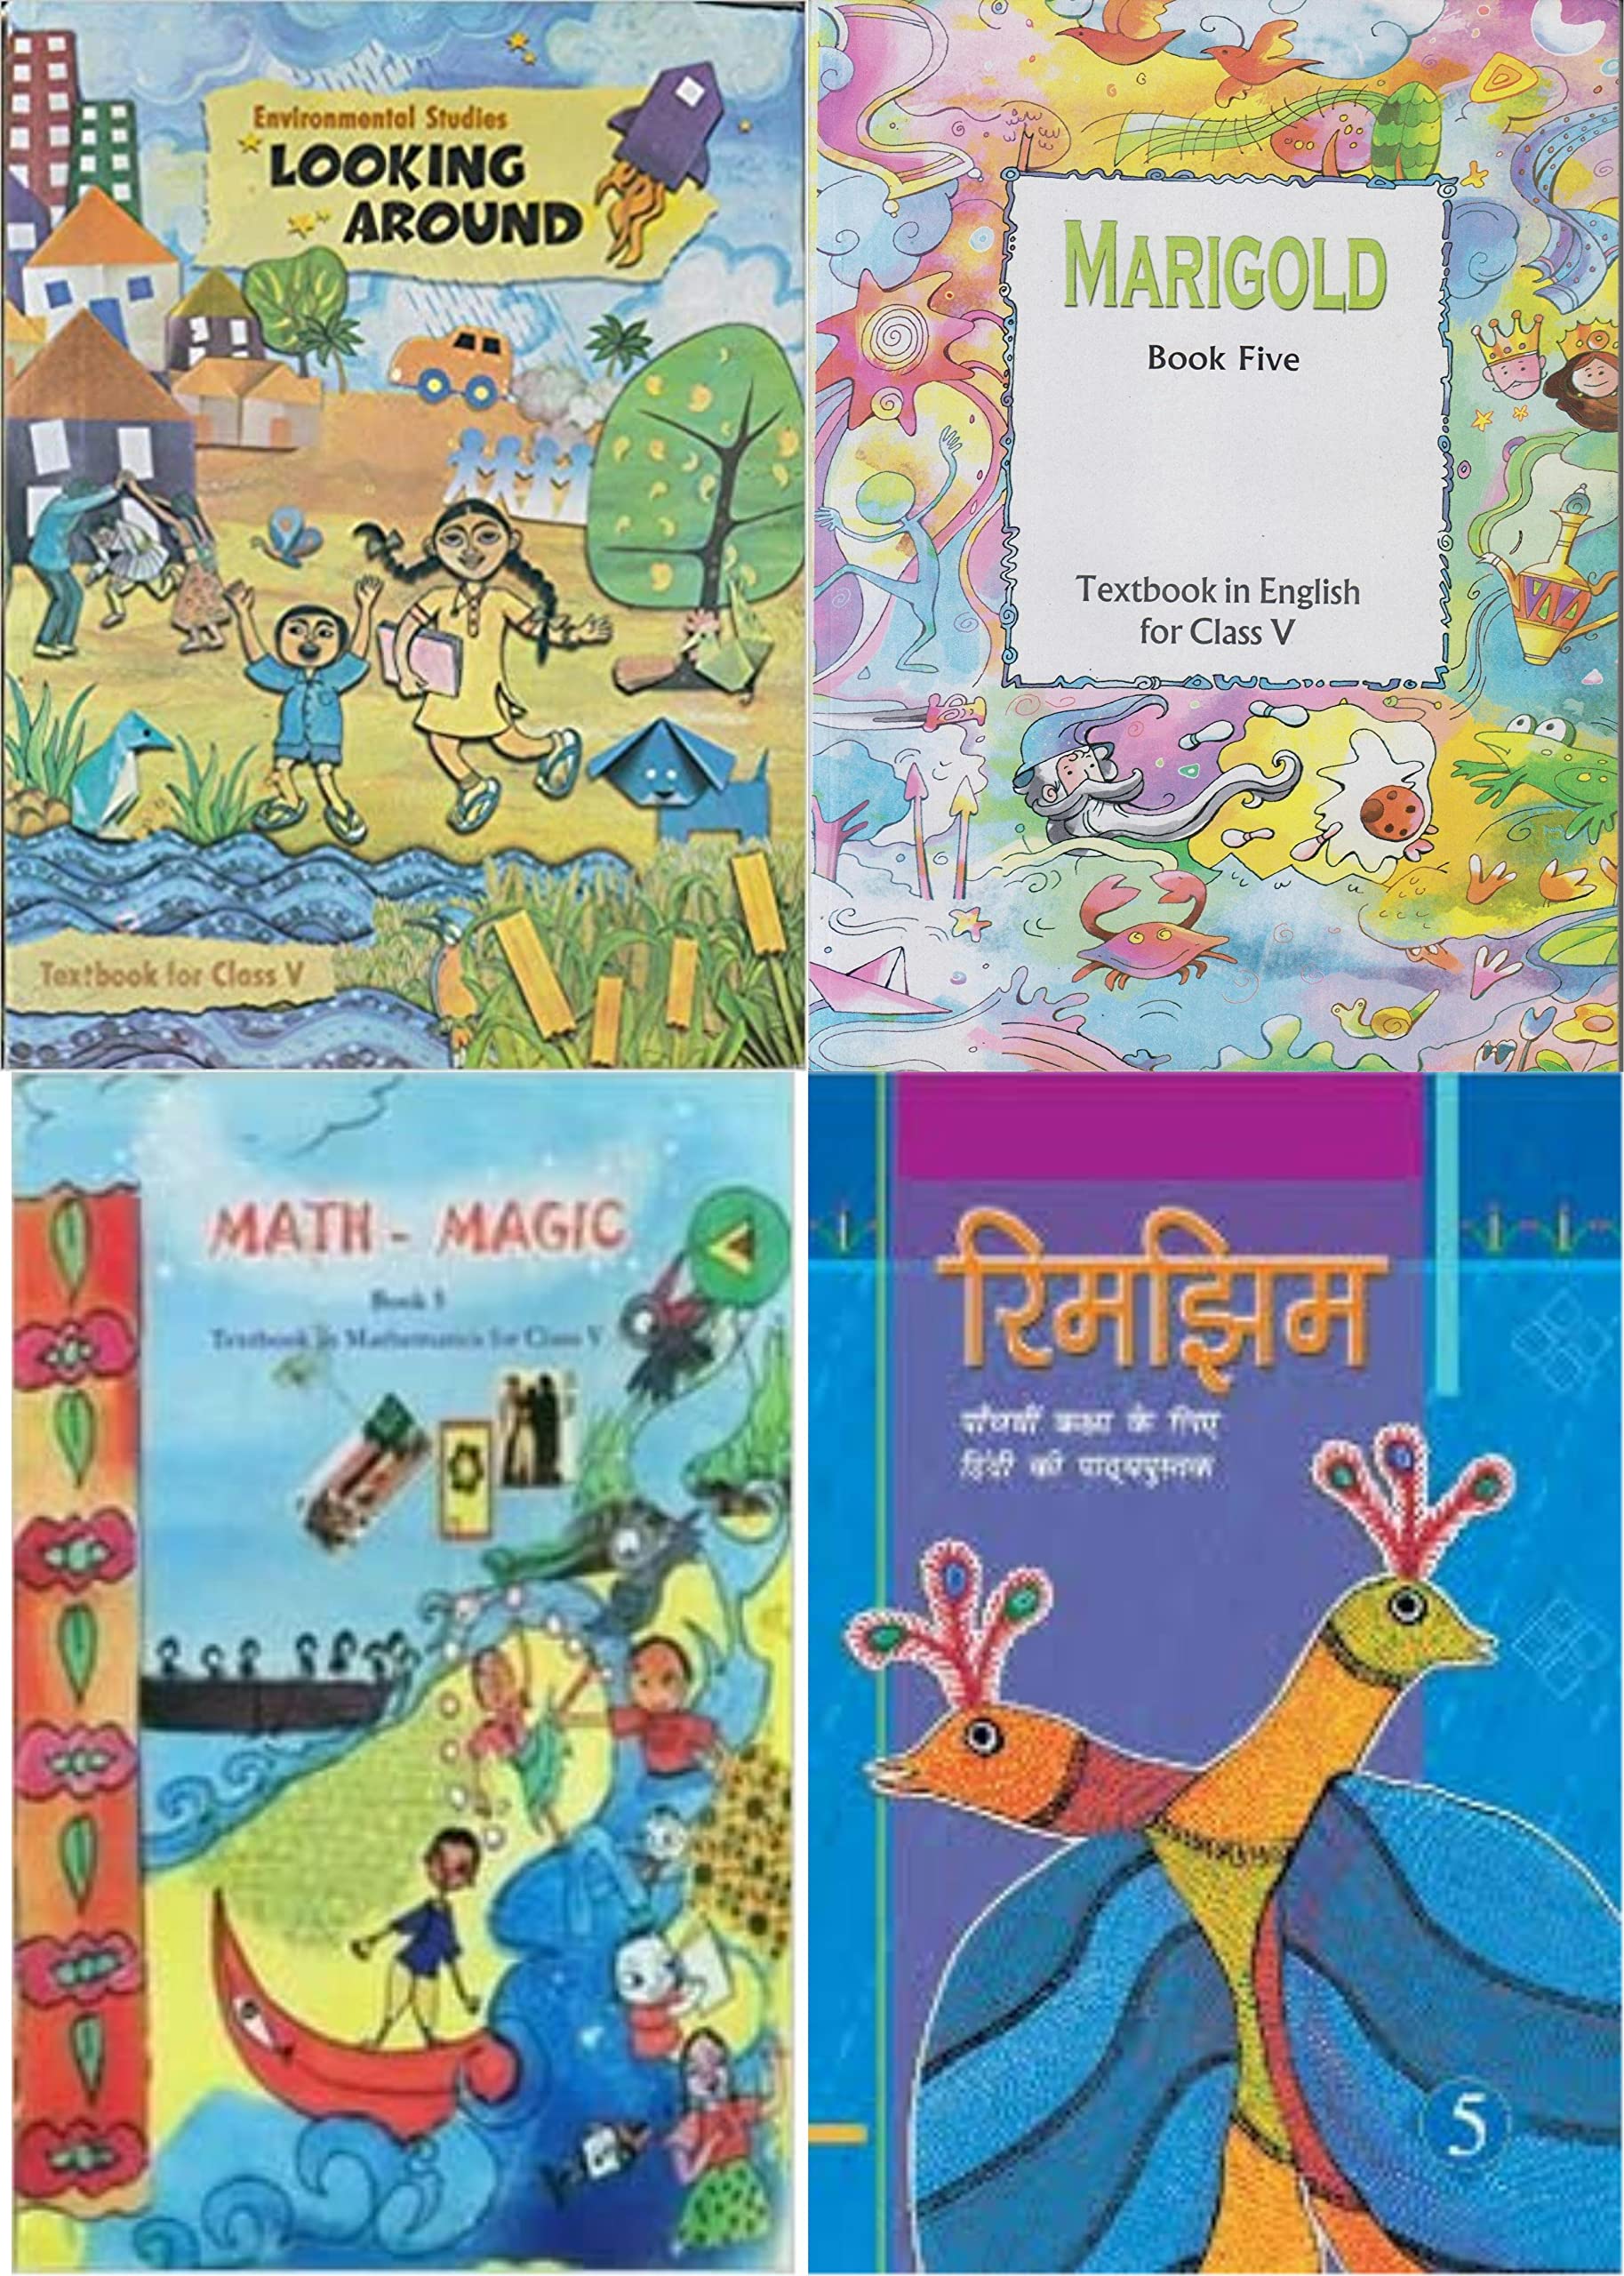 Environmental Studies
LOOKING
AROUND
Textbook for Class V
MARIGOLD
Book Five
Textbook in English
for Class V
MATH - MAGIC
Book 5
Textbook in Mathematics for Class V
रिमझिम
पाँचवीं कक्षा के लिए
हिंदी की पाठ्यपुस्तक
5